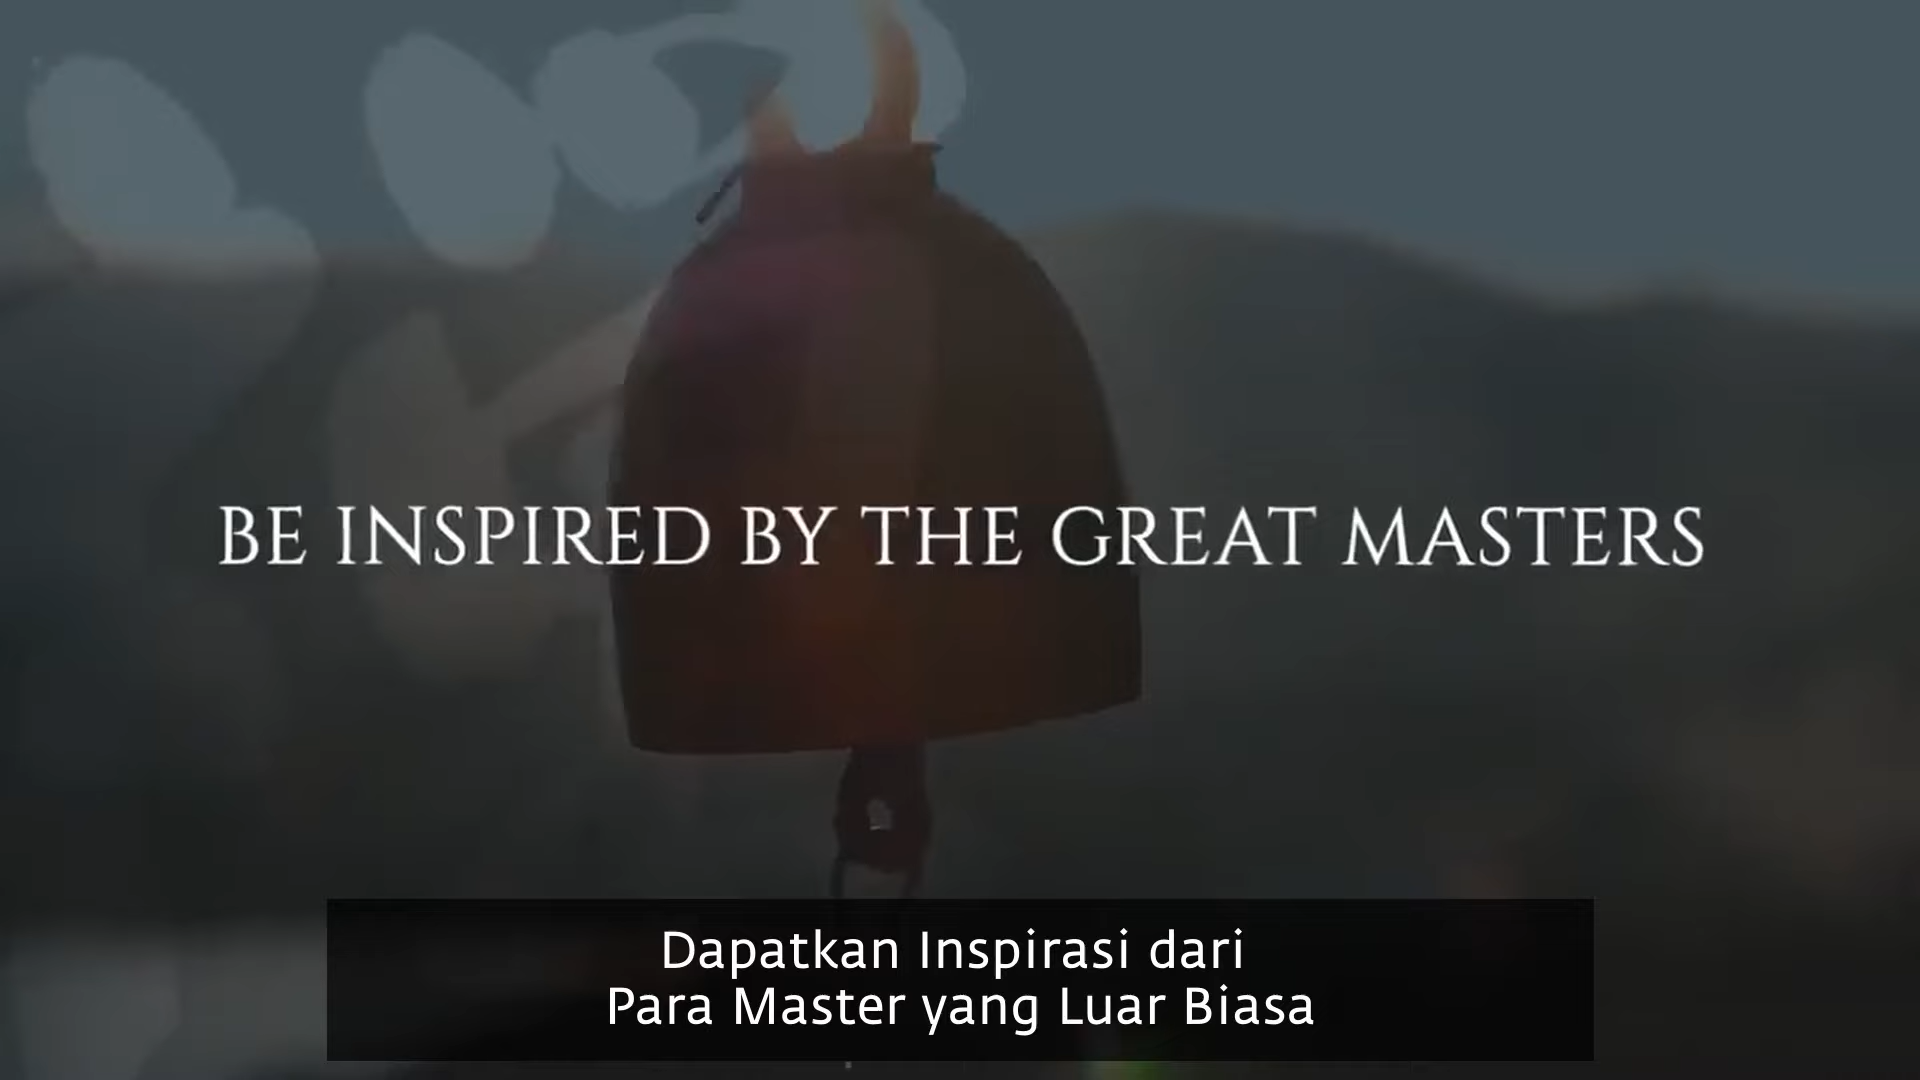 BE INSPIRED BY THE GREAT MASTERS
Dapatkan Inspirasi dari
Para Master yang Luar Biasa